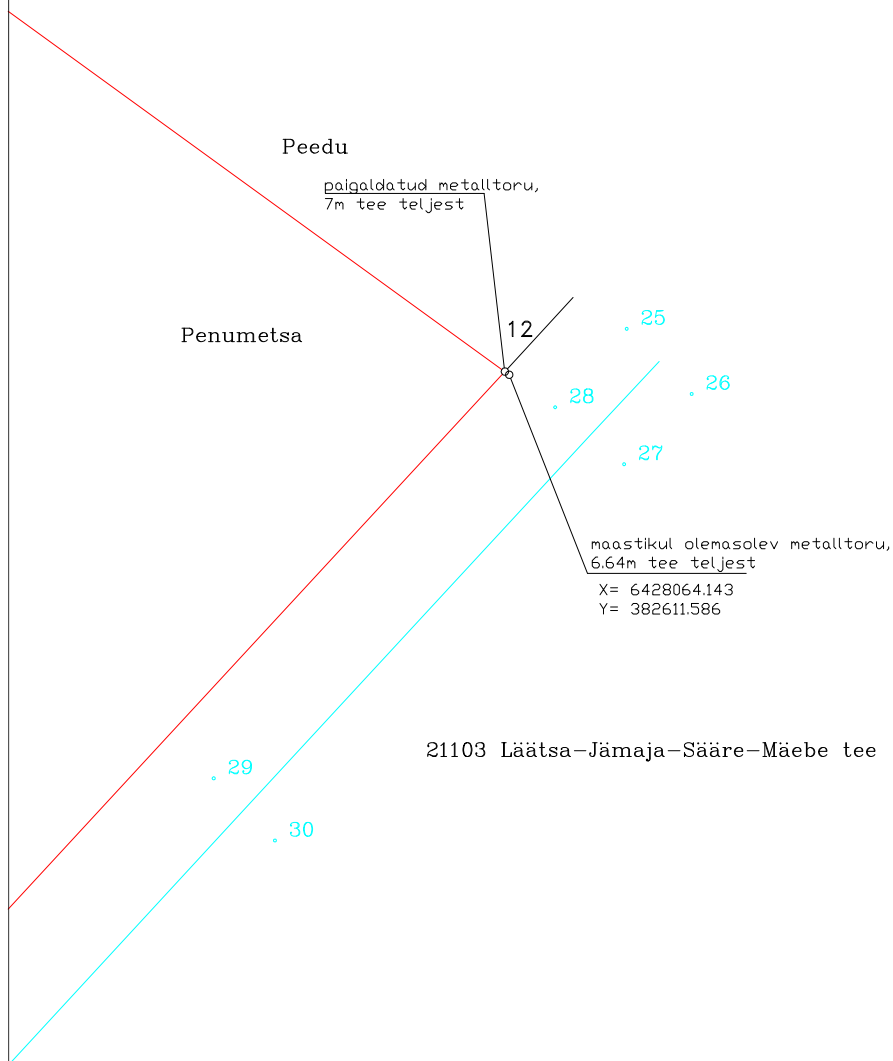 Peedu
paigaldatud metalltoru,
7m tee teljest
12
25
Penumetsa
26
28
27
maastikul olemasolev metalltoru,
6.64m tee teljest
X= 6428064.143
Y= 382611.586
21103 Läätsa-Jämaja-Sääre-Mäebe tee
29
30